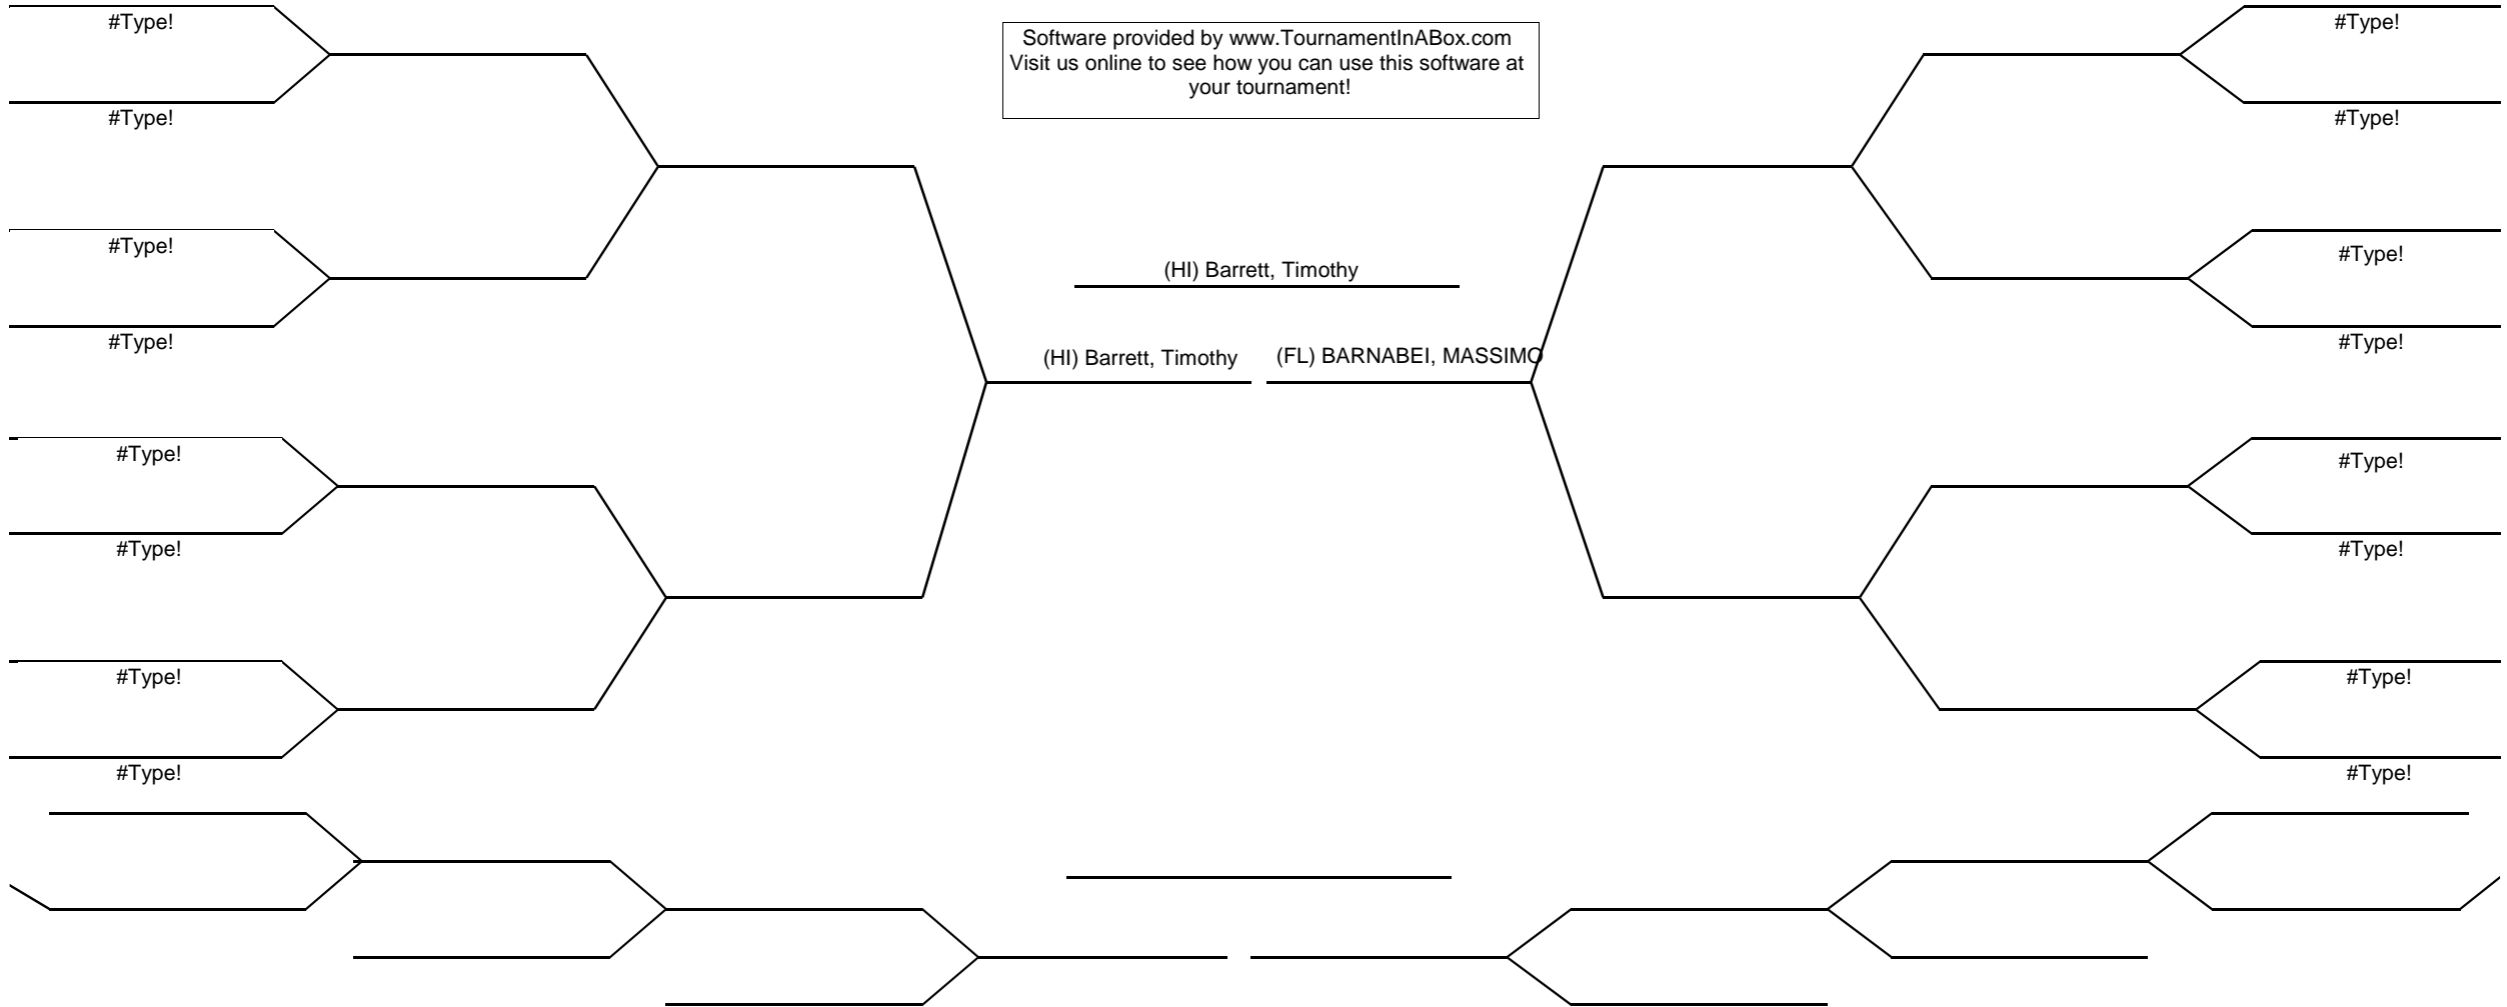 #Type!
#Type!
Software provided by www.TournamentInABox.com
Visit us online to see how you can use this software at
your tournament!
#Type!
#Type!
#Type!
#Type!
(HI) Barrett, Timothy
#Type!
#Type!
(HI) Barrett, Timothy
(FL) BARNABEI, MASSIMO
#Type!
#Type!
#Type!
#Type!
#Type!
#Type!
#Type!
#Type!